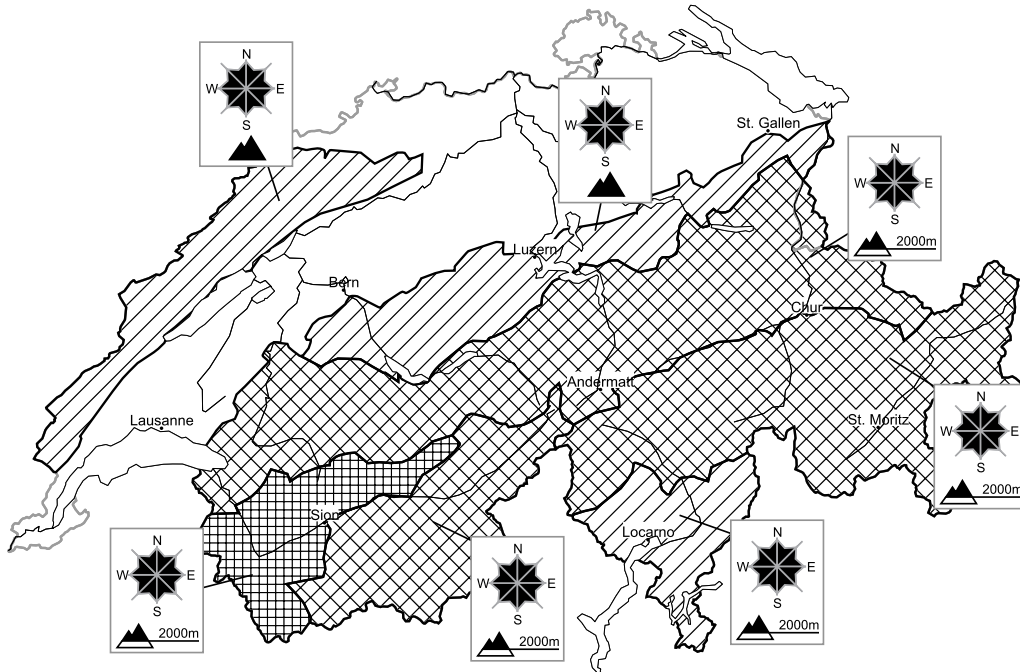 N
W E
S
N
W E
S
St. Gallen
N
W E
S
2000m
Luzern
Bern
Chur
Andermatt
Lausanne
St. Moritz
N
W E
S
2000m
Sion
Locarno
N
W E
S
2000m
N
W E
S
2000m
N
W E
S
2000m